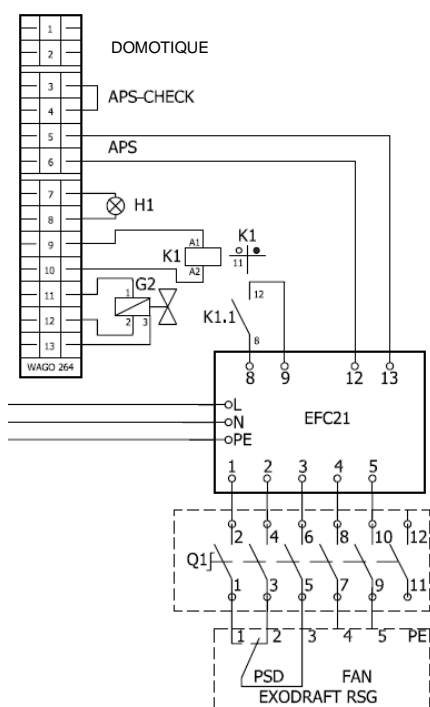 1
2 DOMOTIQUE
3
4 APS-CHECK
5
6 APS
7
8 H1
9 A1 K1
10 K1 A2 11
11 G2
12 1 12
2 3 K1.1
13 8
WAGO 264
8 9 12 13
L
N EFC21
PE
1 2 3 4 5
2 4 6 8 10 12
Q1
1 3 5 7 9 11
1 2 3 4 5 PE
PSD FAN
EXODRAFT RSG